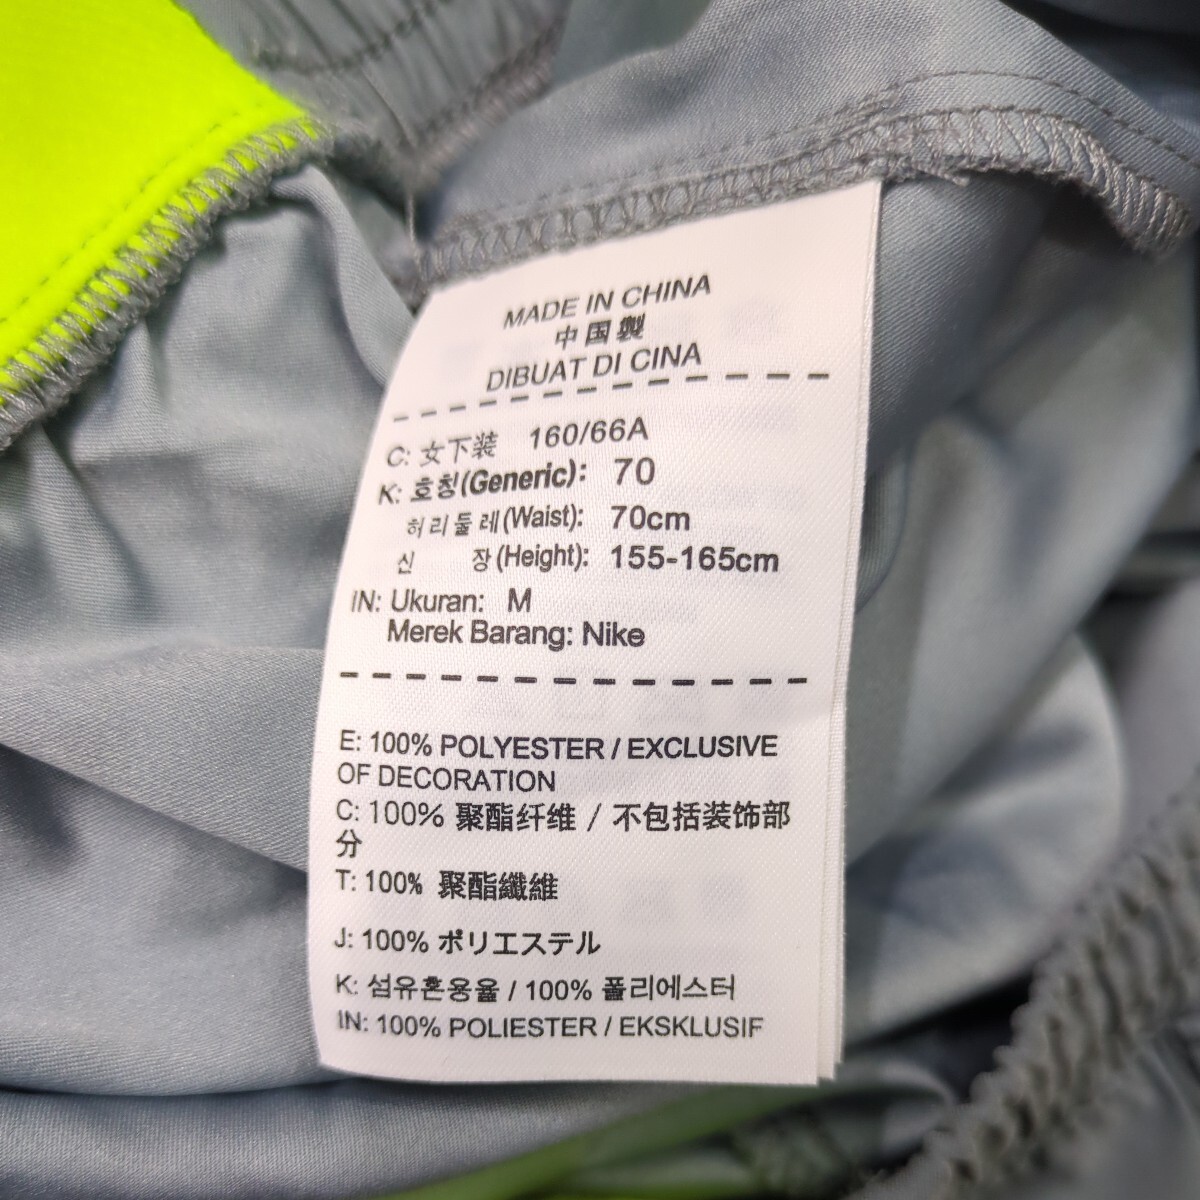 MADE IN CHINA
中国製
DIBUAT DI CINA
C: 女下装 160/66A
K: 호칭(Generic): 70
허리둘레(Waist): 70cm
신 장(Height): 155-165cm
IN: Ukuran: M
Merek Barang: Nike
E: 100% POLYESTER / EXCLUSIVE
OF DECORATION
C: 100% 聚酯纤维 / 不包括装饰部
分
T: 100% 聚酯纖維
J: 100% ポリエステル
K: 섬유혼용율 / 100% 폴리에스터
IN: 100% POLIESTER / EKSKLUSIF